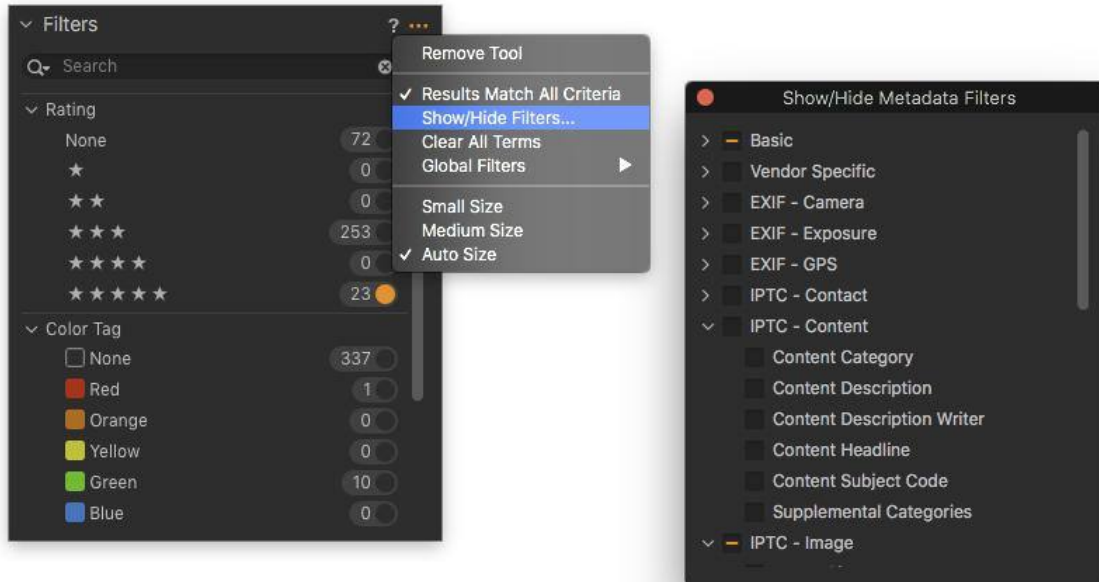 Filters
?
Search
Rating
None 72
0
0
253
0
23
Color Tag
None 337
Red 1
Orange 0
Yellow 0
Green 10
Blue 0
Remove Tool
Results Match All Criteria
Show/Hide Filters...
Clear All Terms
Global Filters
Small Size
Medium Size
Auto Size
Show/Hide Metadata Filters
Basic
Vendor Specific
EXIF - Camera
EXIF - Exposure
EXIF - GPS
IPTC - Contact
IPTC - Content
Content Category
Content Description
Content Description Writer
Content Headline
Content Subject Code
Supplemental Categories
IPTC - Image